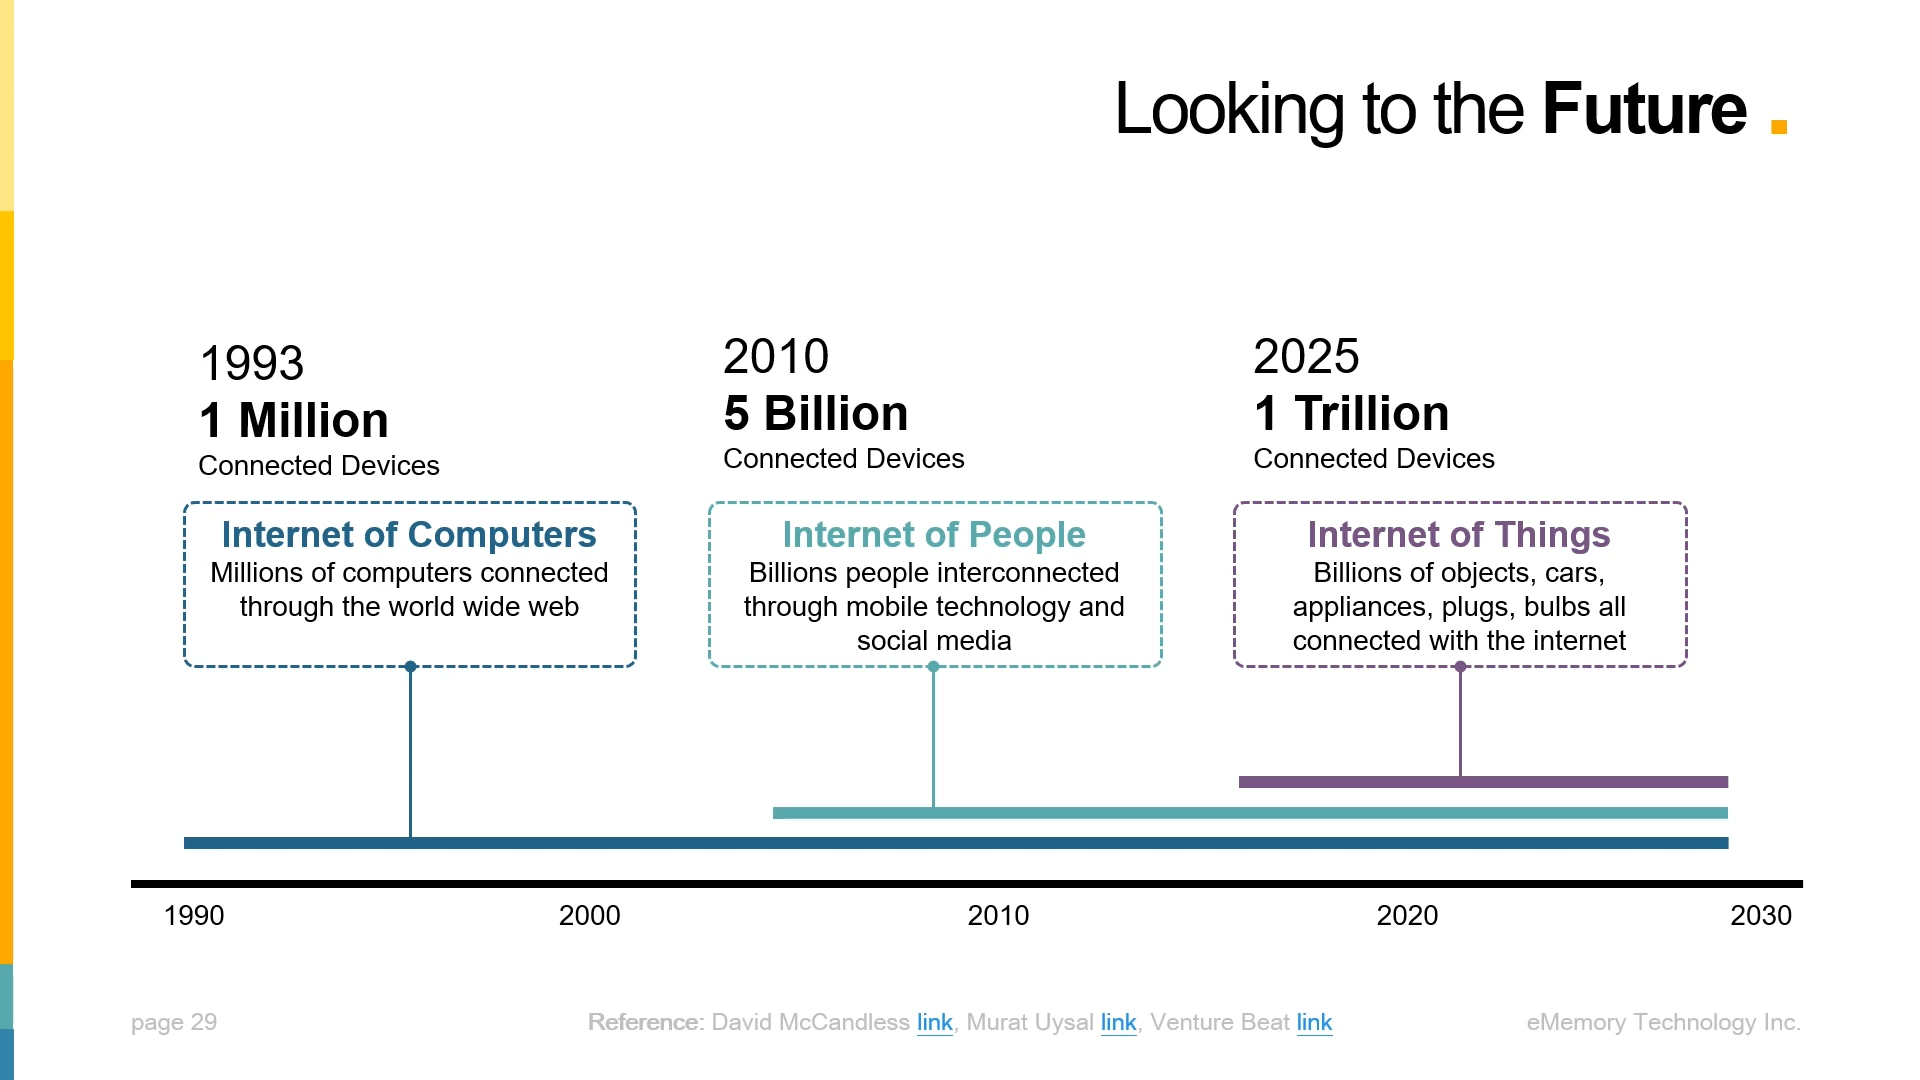 Looking to the Future .
1993
1 Million
Connected Devices
2010
5 Billion
Connected Devices
2025
1 Trillion
Connected Devices
Internet of Computers
Millions of computers connected
through the world wide web
Internet of People
Billions people interconnected
through mobile technology and
social media
Internet of Things
Billions of objects, cars,
appliances, plugs, bulbs all
connected with the internet
1990 2000 2010 2020 2030
page 29
Reference: David McCandless link, Murat Uysal link, Venture Beat link
eMemory Technology Inc.